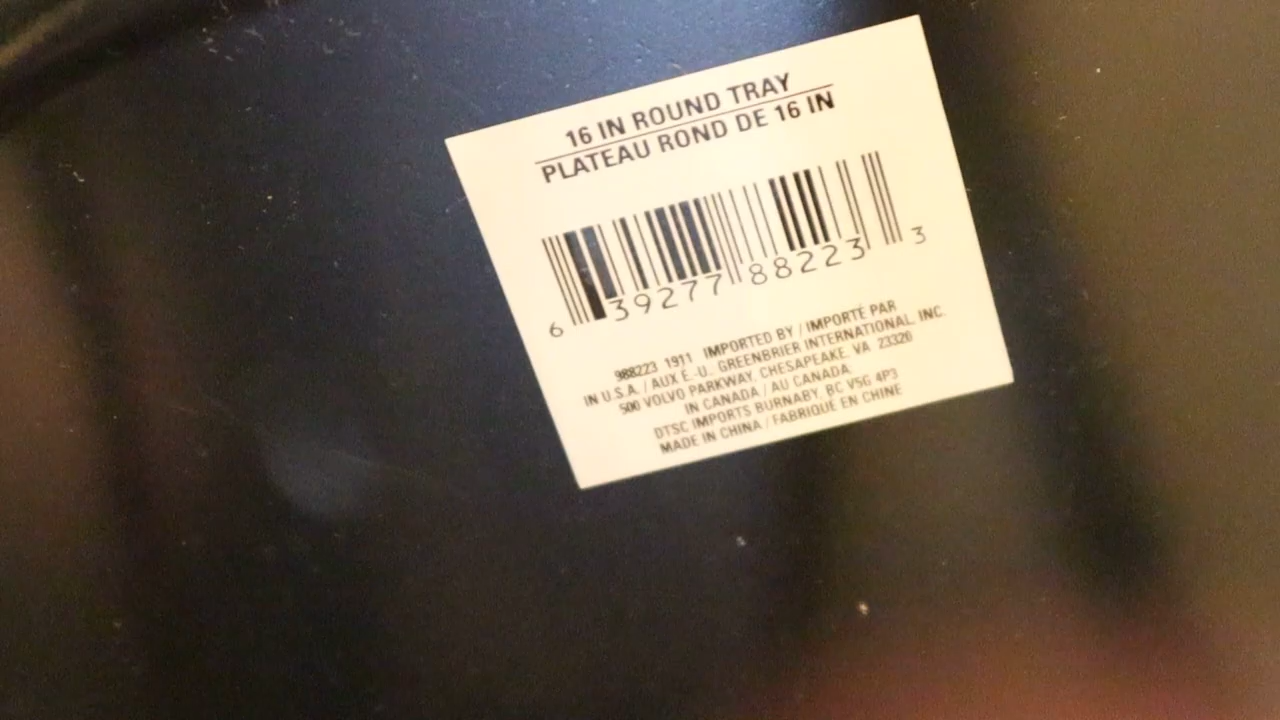 16 IN ROUND TRAY
PLATEAU ROND DE 16 IN
6 39277 88223 3
988223 1911 IMPORTED BY / IMPORTÉ PAR
IN U.S.A. / AUX É.-U.. GREENBRIER INTERNATIONAL, INC.
500 VOLVO PARKWAY, CHESAPEAKE, VA 23320
IN CANADA / AU CANADA
DTSC IMPORTS BURNABY, BC V5G 4P3
MADE IN CHINA / FABRIQUÉ EN CHINE